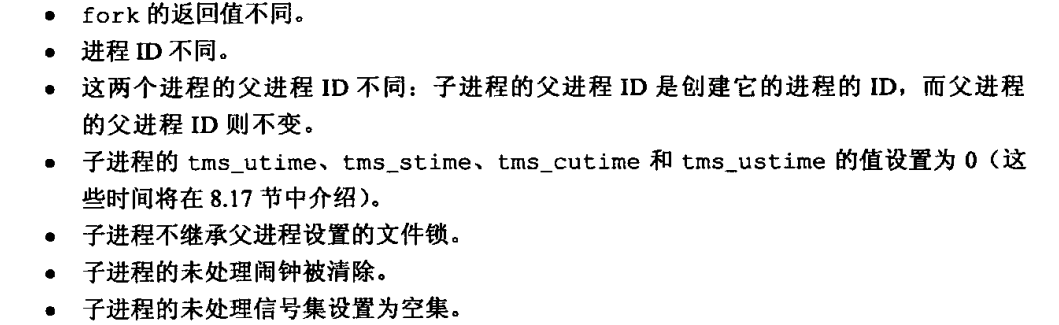 • fork 的返回值不同。
• 进程 ID 不同。
• 这两个进程的父进程 ID 不同：子进程的父进程 ID 是创建它的进程的 ID，而父进程
的父进程 ID 则不变。
• 子进程的 tms_utime、tms_stime、tms_cutime 和 tms_ustime 的值设置为 0（这
些时间将在 8.17 节中介绍）。
• 子进程不继承父进程设置的文件锁。
• 子进程的未处理闹钟被清除。
• 子进程的未处理信号集设置为空集。